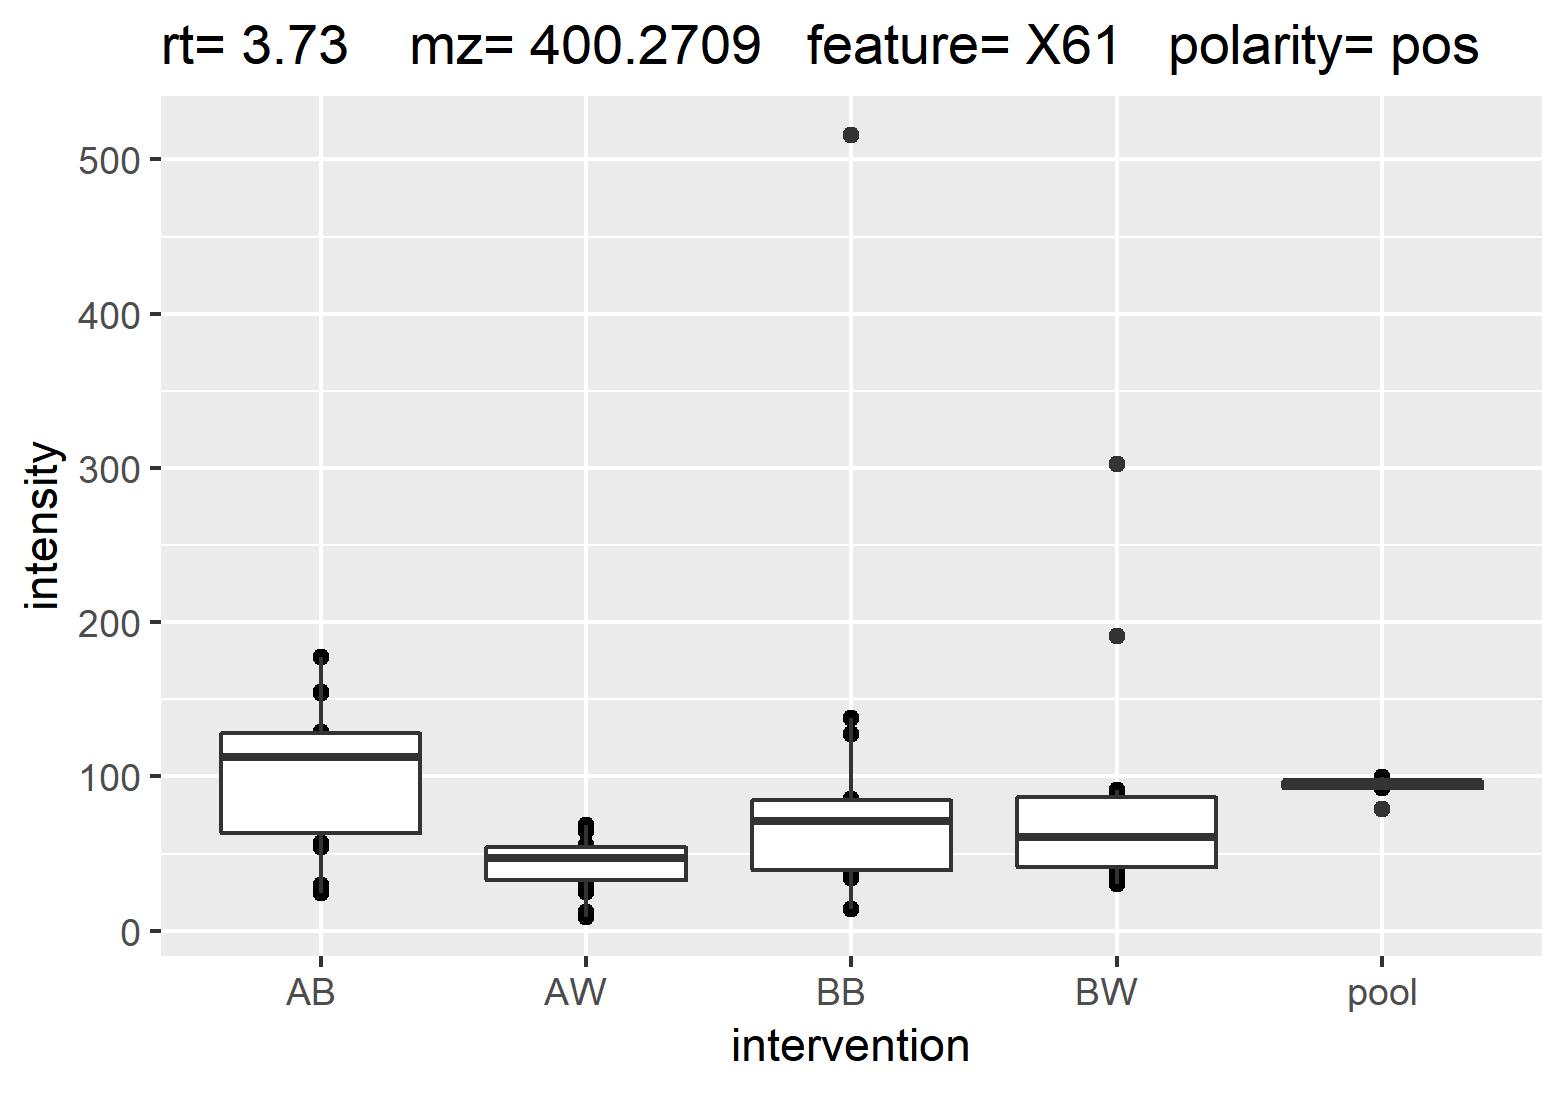 rt= 3.73 mz= 400.2709 feature= X61 polarity= pos
500
400
300
200
100
0
intensity
AB AW BB BW pool
intervention